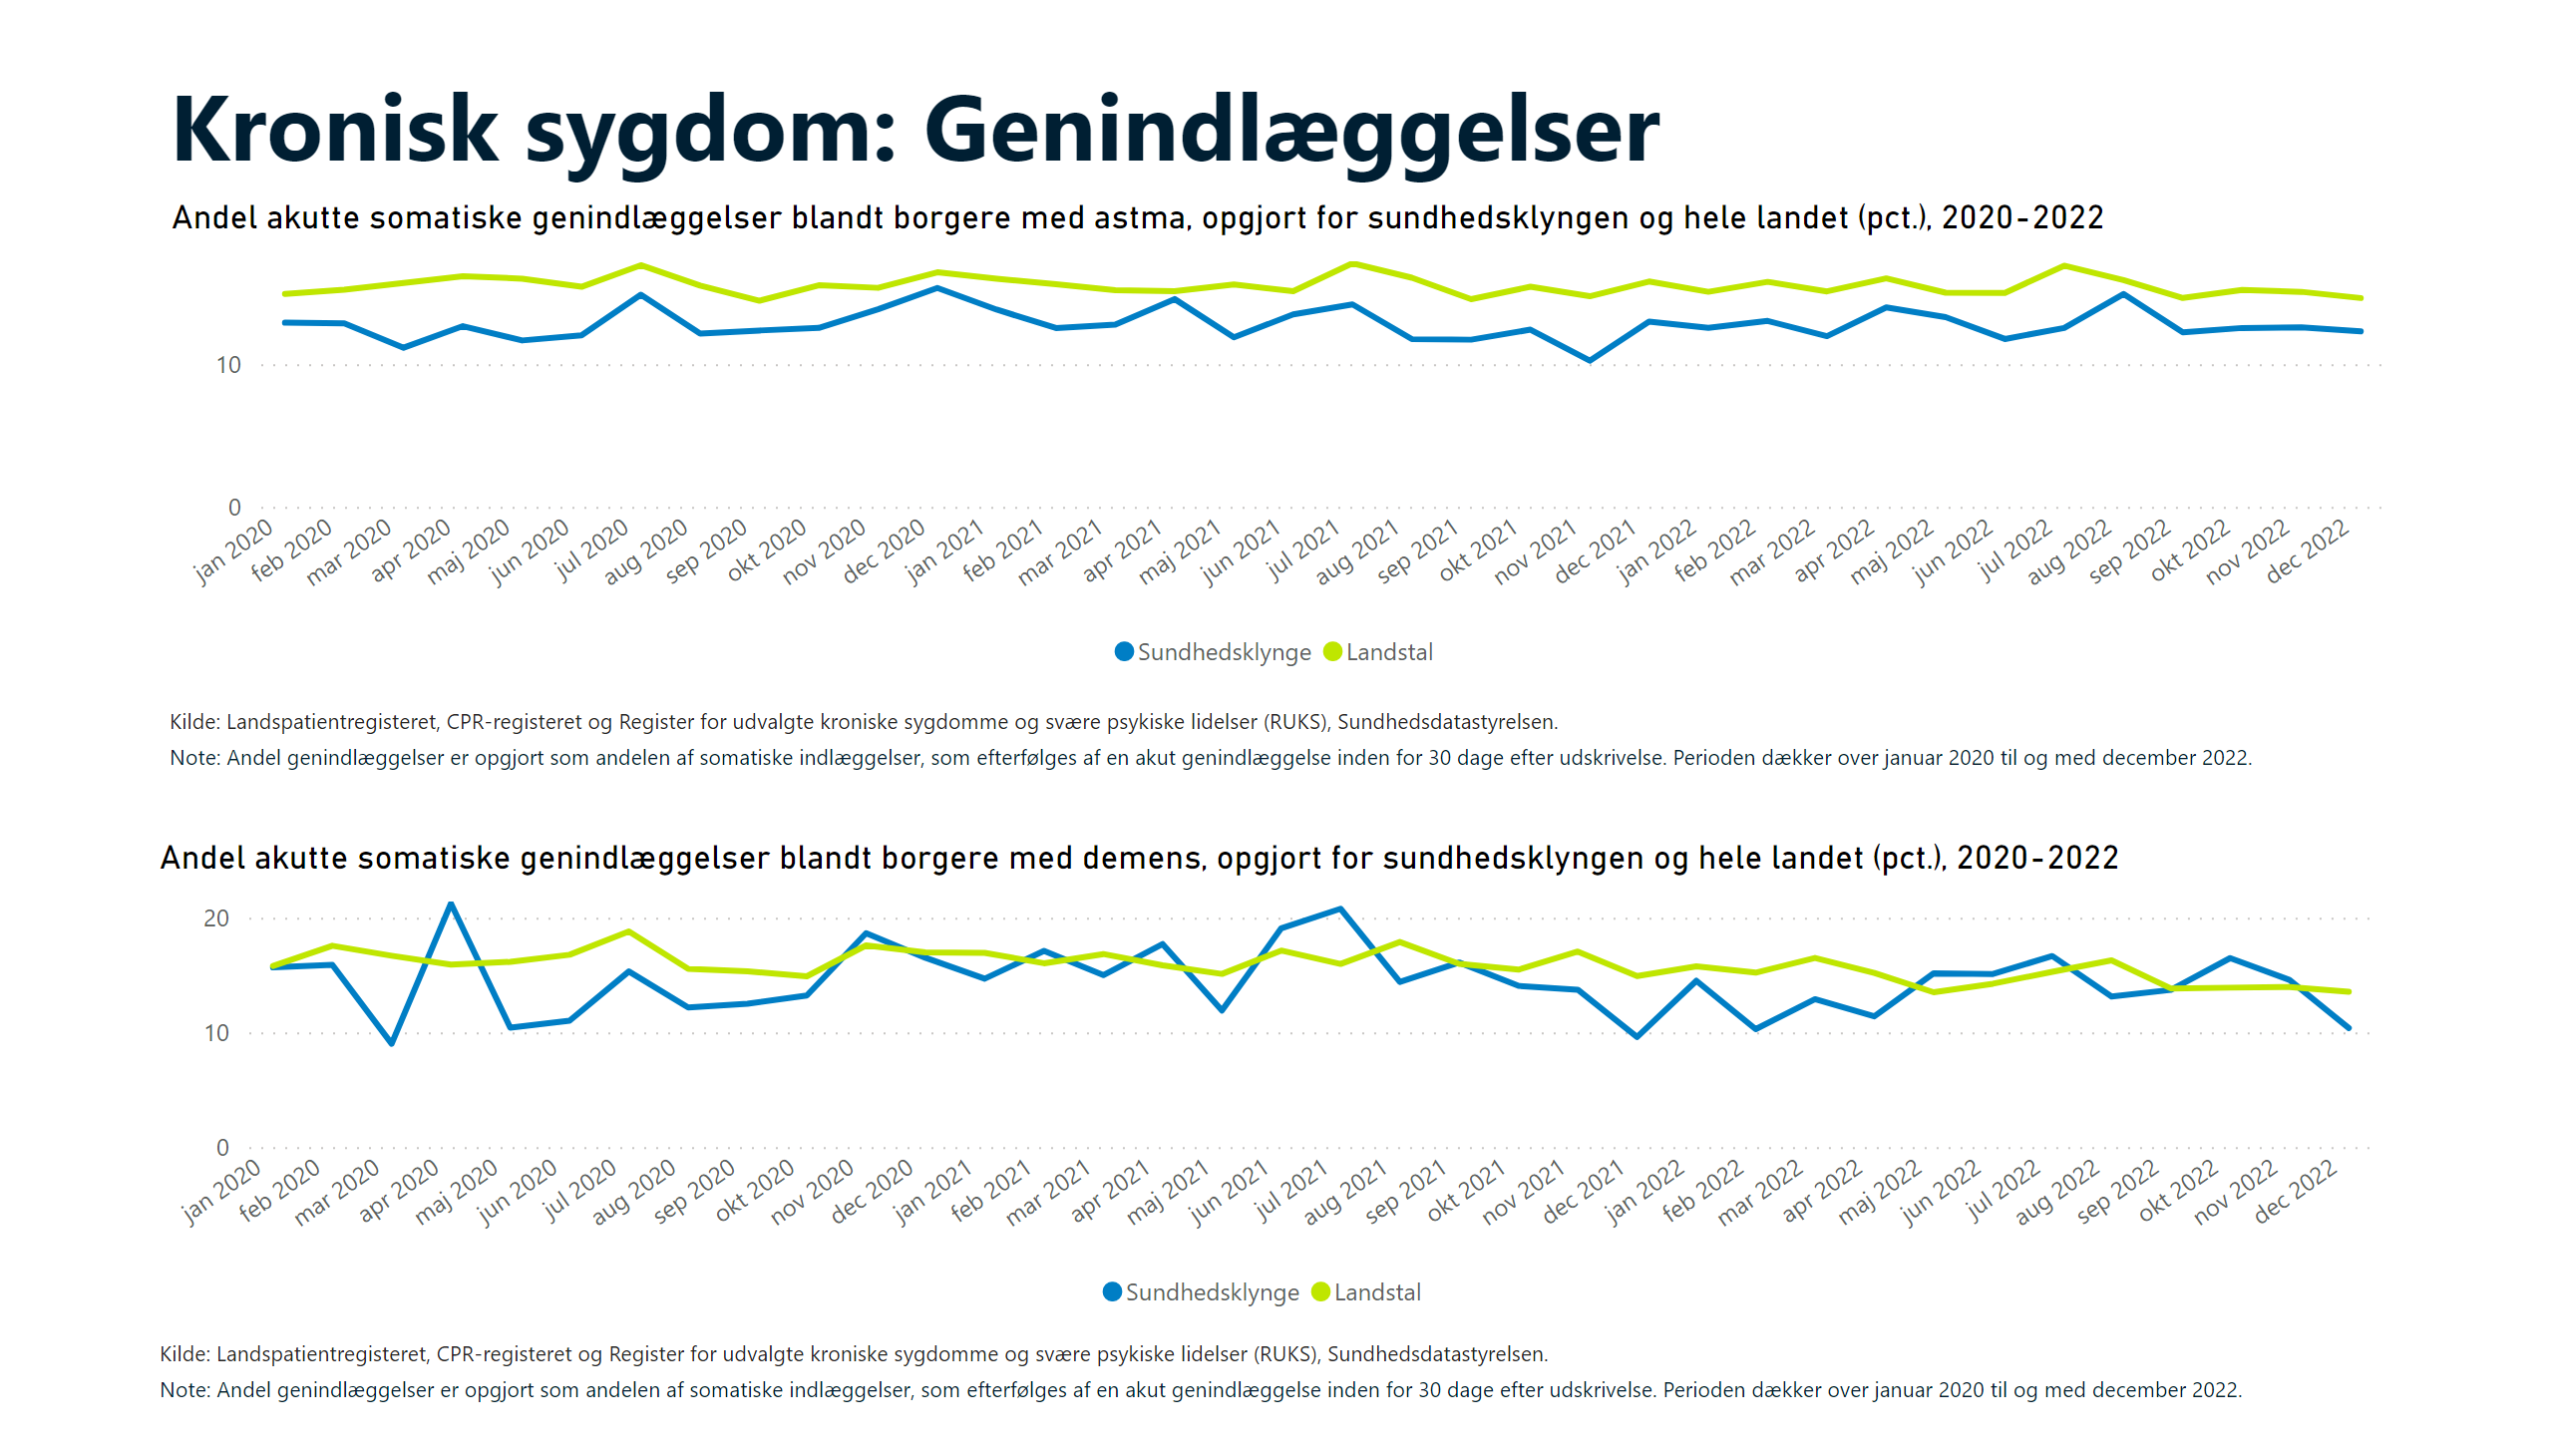 Kronisk sygdom: Genindlæggelser
Andel akutte somatiske genindlæggelser blandt borgere med astma, opgjort for sundhedsklyngen og hele landet (pct.), 2020-2022
10
0
jan 2020
feb 2020
mar 2020
apr 2020
maj 2020
jun 2020
jul 2020
aug 2020
sep 2020
okt 2020
nov 2020
dec 2020
jan 2021
feb 2021
mar 2021
apr 2021
maj 2021
jun 2021
jul 2021
aug 2021
sep 2021
okt 2021
nov 2021
dec 2021
jan 2022
feb 2022
mar 2022
apr 2022
maj 2022
jun 2022
jul 2022
aug 2022
sep 2022
okt 2022
nov 2022
dec 2022
Sundhedsklynge Landstal
Kilde: Landspatientregisteret, CPR-registeret og Register for udvalgte kroniske sygdomme og svære psykiske lidelser (RUKS), Sundhedsdatastyrelsen.
Note: Andel genindlæggelser er opgjort som andelen af somatiske indlæggelser, som efterfølges af en akut genindlæggelse inden for 30 dage efter udskrivelse. Perioden dækker over januar 2020 til og med december 2022.
Andel akutte somatiske genindlæggelser blandt borgere med demens, opgjort for sundhedsklyngen og hele landet (pct.), 2020-2022
20
10
0
jan 2020
feb 2020
mar 2020
apr 2020
maj 2020
jun 2020
jul 2020
aug 2020
sep 2020
okt 2020
nov 2020
dec 2020
jan 2021
feb 2021
mar 2021
apr 2021
maj 2021
jun 2021
jul 2021
aug 2021
sep 2021
okt 2021
nov 2021
dec 2021
jan 2022
feb 2022
mar 2022
apr 2022
maj 2022
jun 2022
jul 2022
aug 2022
sep 2022
okt 2022
nov 2022
dec 2022
Sundhedsklynge Landstal
Kilde: Landspatientregisteret, CPR-registeret og Register for udvalgte kroniske sygdomme og svære psykiske lidelser (RUKS), Sundhedsdatastyrelsen.
Note: Andel genindlæggelser er opgjort som andelen af somatiske indlæggelser, som efterfølges af en akut genindlæggelse inden for 30 dage efter udskrivelse. Perioden dækker over januar 2020 til og med december 2022.